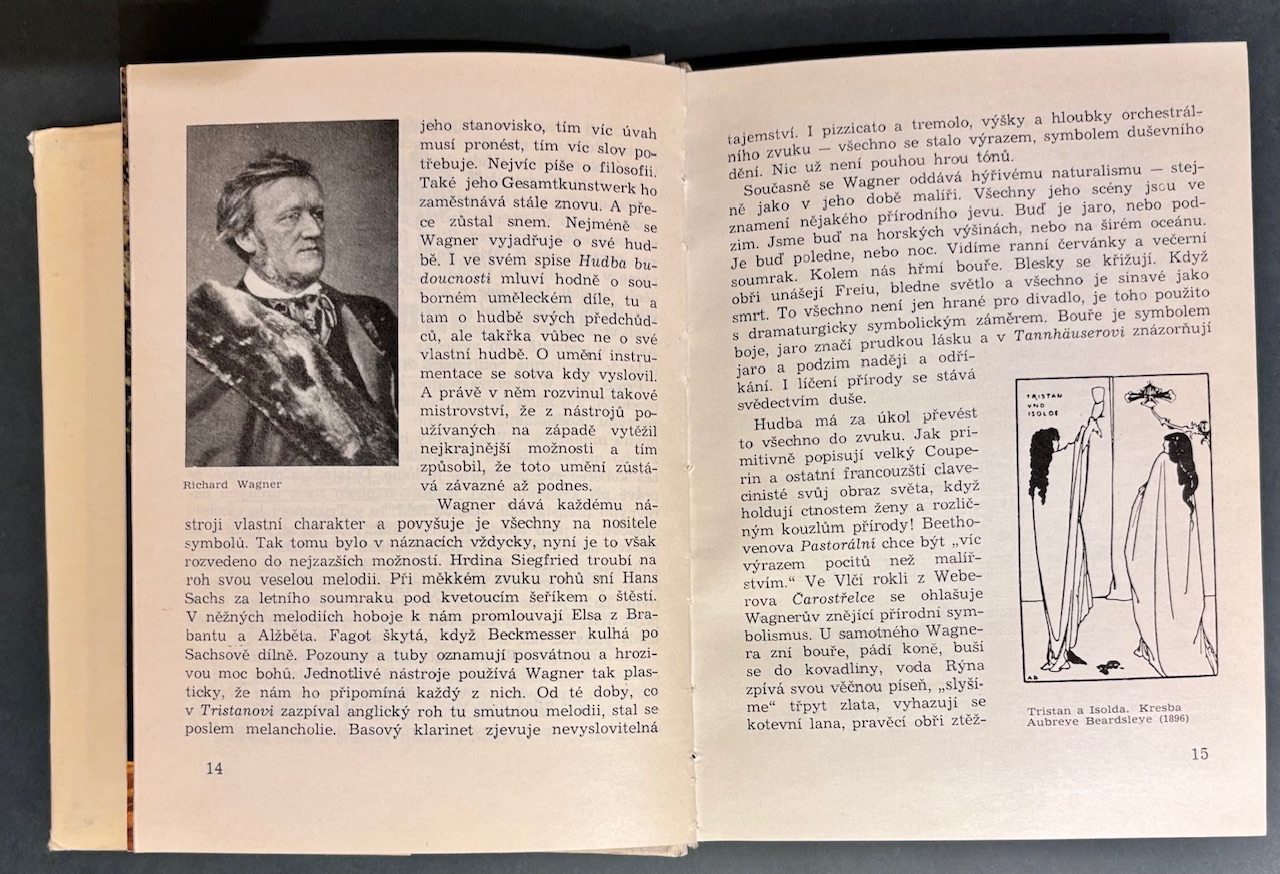 jeho stanovisko, tím víc úvah
musí pronést, tím víc slov po-
třebuje. Nejvíc píše o filosofii.
Také jeho Gesamtkunstwerk ho
zaměstnává stále znovu. A pře-
ce zůstal snem. Nejméně se
Wagner vyjadřuje o své hud-
bě. I ve svém spise Hudba bu-
doucnosti mluví hodně o sou-
borném uměleckém díle, tu a
tam o hudbě svých předchůd-
ců, ale takřka vůbec ne o své
vlastní hudbě. O umění instru-
mentace se sotva kdy vyslovil.
A právě v něm rozvinul takové
mistrovství, že z nástrojů po-
užívaných na západě vytěžil
nejkrajnější možnosti a tím
způsobil, že toto umění zůstá-
vá závazné až podnes.
Richard Wagner
Wagner dává každému ná-
stroji vlastní charakter a povyšuje je všechny na nositele
symbolů. Tak tomu bylo v náznacích vždycky, nyní je to však
rozvedeno do nejzazších možností. Hrdina Siegfried troubí na
roh svou veselou melodii. Při měkkém zvuku rohů sní Hans
Sachs za letního soumraku pod kvetoucím šeříkem o štěstí.
V něžných melodiích hoboje k nám promlouvají Elsa z Bra-
bantu a Alžběta. Fagot škytá, když Beckmesser kulhá po
Sachsově dílně. Pozouny a tuby oznamují posvátnou a hrozi-
vou moc bohů. Jednotlivé nástroje používá Wagner tak plas-
ticky, že nám ho připomíná každý z nich. Od té doby, co
v Tristanovi zazpíval anglický roh tu smutnou melodii, stal se
poslem melancholie. Basový klarinet zjevuje nevyslovitelná
14
tajemství. I pizzicato a tremolo, výšky a hloubky orchestrál-
ního zvuku — všechno se stalo výrazem, symbolem duševního
dění. Nic už není pouhou hrou tónů.
Současně se Wagner oddává hýřivému naturalismu — stej-
ně jako v jeho době malíři. Všechny jeho scény jsou ve
znamení nějakého přírodního jevu. Buď je jaro, nebo pod-
zim. Jsme buď na horských výšinách, nebo na širém oceánu.
Je buď poledne, nebo noc. Vidíme ranní červánky a večerní
soumrak. Kolem nás hřmí bouře. Blesky se křižují. Když
obři unášejí Freiu, bledne světlo a všechno je sinavé jako
smrt. To všechno není jen hrané pro divadlo, je toho použito
s dramaturgicky symbolickým záměrem. Bouře je symbolem
boje, jaro značí prudkou lásku a v Tannhäuserovi znázorňují
jaro a podzim naději a odří-
kání. I líčení přírody se stává
svědectvím duše.
Hudba má za úkol převést
to všechno do zvuku. Jak pri-
mitivně popisují velký Coupe-
rin a ostatní francouzští clave-
cinisté svůj obraz světa, když
holdují ctnostem ženy a rozlič-
ným kouzlům přírody! Beetho-
venova Pastorální chce být „víc
výrazem pocitů než malíř-
stvím.“ Ve Vlčí rokli z Webe-
rova Čarostřelce se ohlašuje
Wagnerův znějící přírodní sym-
bolismus. U samotného Wagne-
ra zní bouře, pádí koně, buší
se do kovadliny, voda Rýna
zpívá svou věčnou píseň, „slyší-
me“ třpyt zlata, vyhazují se
kotevní lana, pravěcí obři ztěž-
TRISTAN
VND
ISOLDE
AB
Tristan a Isolda. Kresba
Aubreye Beardsleye (1896)
15